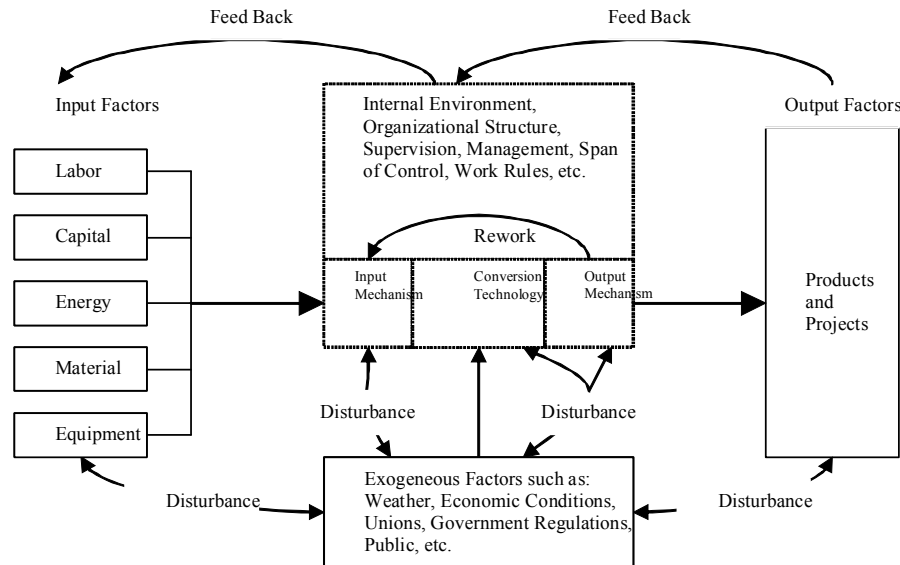 Feed Back
Feed Back
Input Factors
Output Factors
Internal Environment,
Organizational Structure,
Supervision, Management, Span
of Control, Work Rules, etc.
Labor
Capital
Energy
Material
Equipment
Rework
Input
Mechanism
Conversion
Technology
Output
Mechanism
Products
and
Projects
Disturbance
Disturbance
Disturbance
Disturbance
Exogeneous Factors such as:
Weather, Economic Conditions,
Unions, Government Regulations,
Public, etc.